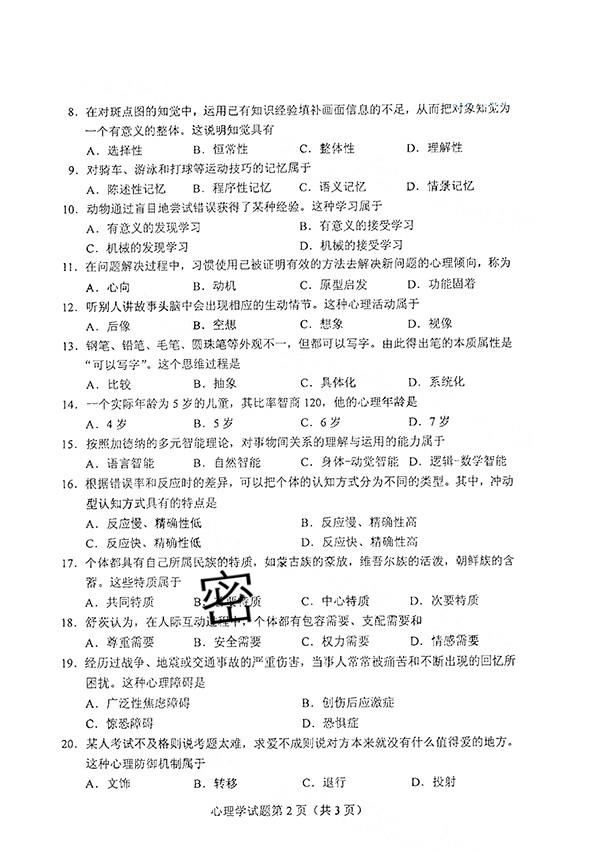 8．在对斑点图的知觉中，运用已有知识经验填补画面信息的不足，从而把对象知觉为
一个有意义的整体。这说明知觉具有
A．选择性 B．恒常性 C．整体性 D．理解性
9．对骑车、游泳和打球等运动技巧的记忆属于
A．陈述性记忆 B．程序性记忆 C．语义记忆 D．情景记忆
10．动物通过盲目地尝试错误获得了某种经验。这种学习属于
A．有意义的发现学习 B．有意义的接受学习
C．机械的发现学习 D．机械的接受学习
11．在问题解决过程中，习惯使用已被证明有效的方法去解决新问题的心理倾向，称为
A．心向 B．动机 C．原型启发 D．功能固着
12．听别人讲故事头脑中会出现相应的生动情节。这种心理活动属于
A．后像 B．空想 C．想象 D．视像
13．钢笔、铅笔、毛笔、圆珠笔等外观不一，但都可以写字。由此得出笔的本质属性是
“可以写字”。这个思维过程是
A．比较 B．抽象 C．具体化 D．系统化
14．一个实际年龄为 5 岁的儿童，其比率智商 120，他的心理年龄是
A．4 岁 B．5 岁 C．6 岁 D．7 岁
15．按照加德纳的多元智能理论，对事物间关系的理解与运用的能力属于
A．语言智能 B．自然智能 C．身体-动觉智能 D．逻辑-数学智能
16．根据错误率和反应时的差异，可以把个体的认知方式分为不同的类型。其中，冲动
型认知方式具有的特点是
A．反应慢、精确性低 B．反应慢、精确性高
C．反应快、精确性低 D．反应快、精确性高
17．个体都具有自己所属民族的特质，如蒙古族的豪放，维吾尔族的活泼，朝鲜族的含
蓄。这些特质属于
A．共同特质 B．特质 C．中心特质 D．次要特质
密
18．舒茨认为，在人际互动过程中，个体都有包容需要、支配需要和
A．尊重需要 B．安全需要 C．权力需要 D．情感需要
19．经历过战争、地震或交通事故的严重伤害，当事人常常被痛苦和不断出现的回忆所
困扰。这种心理障碍是
A．广泛性焦虑障碍 B．创伤后应激症
C．惊恐障碍 D．恐惧症
20．某人考试不及格则说考题太难，求爱不成则说对方本来就没有什么值得爱的地方。
这种心理防御机制属于
A．文饰 B．转移 C．退行 D．投射
心理学试题第 2 页（共 3 页）